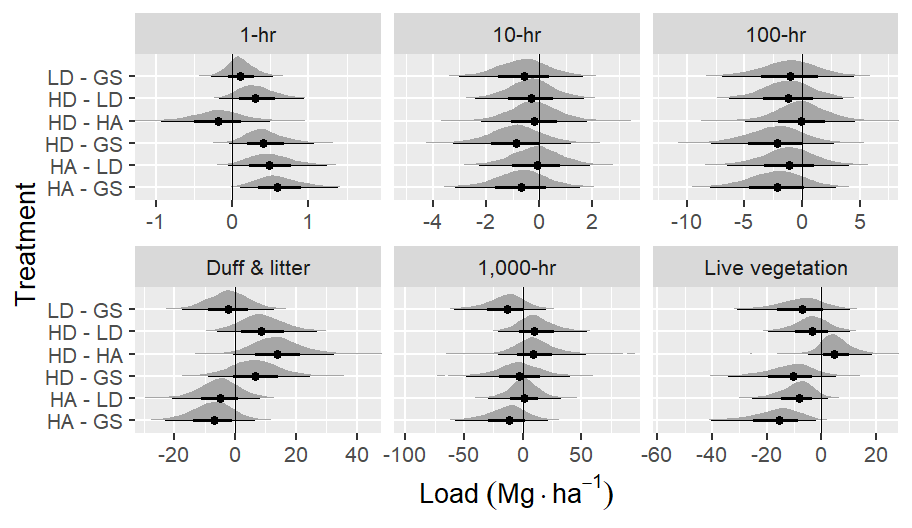 1-hr 10-hr 100-hr
LD - GS
HD - LD
HD - HA
HD - GS
HA - LD
HA - GS
-1 0 1 -4 -2 0 2 -10 -5 0 5
Treatment
Duff & litter 1,000-hr Live vegetation
LD - GS
HD - LD
HD - HA
HD - GS
HA - LD
HA - GS
-20 0 20 40 -100 -50 0 50 -60 -40 -20 0 20
Load (Mg · ha⁻¹)